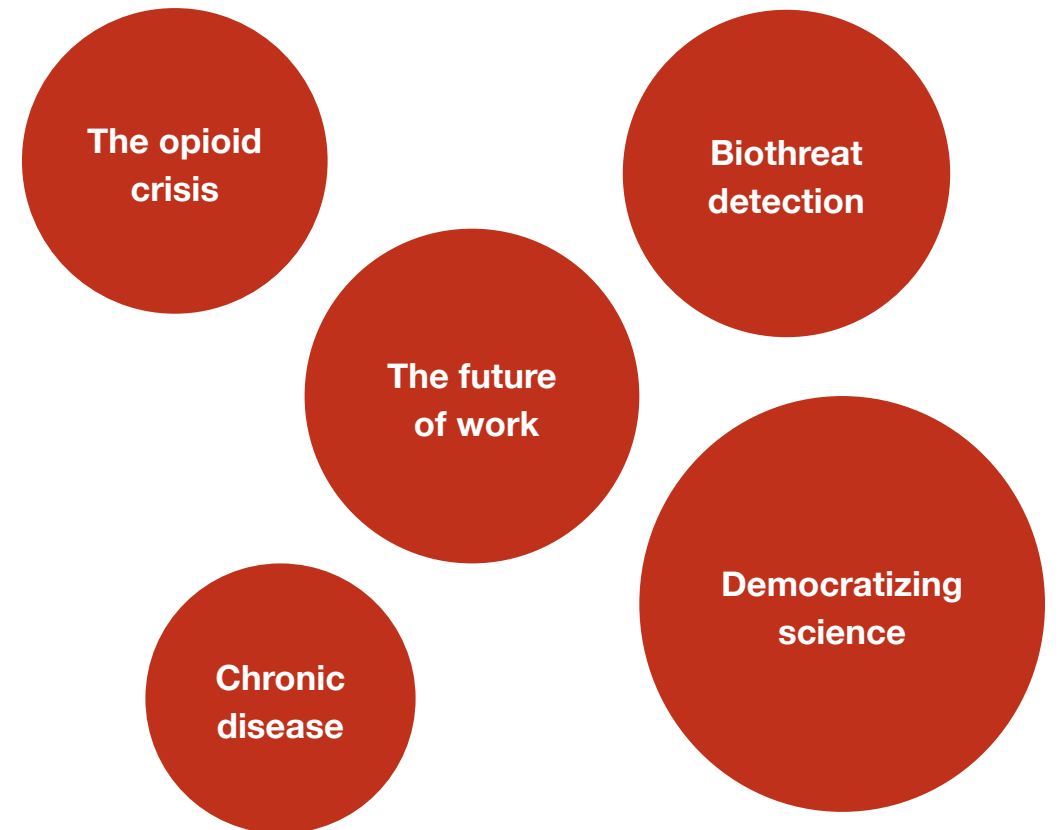 The opioid
crisis
Biothreat
detection
The future
of work
Democratizing
science
Chronic
disease